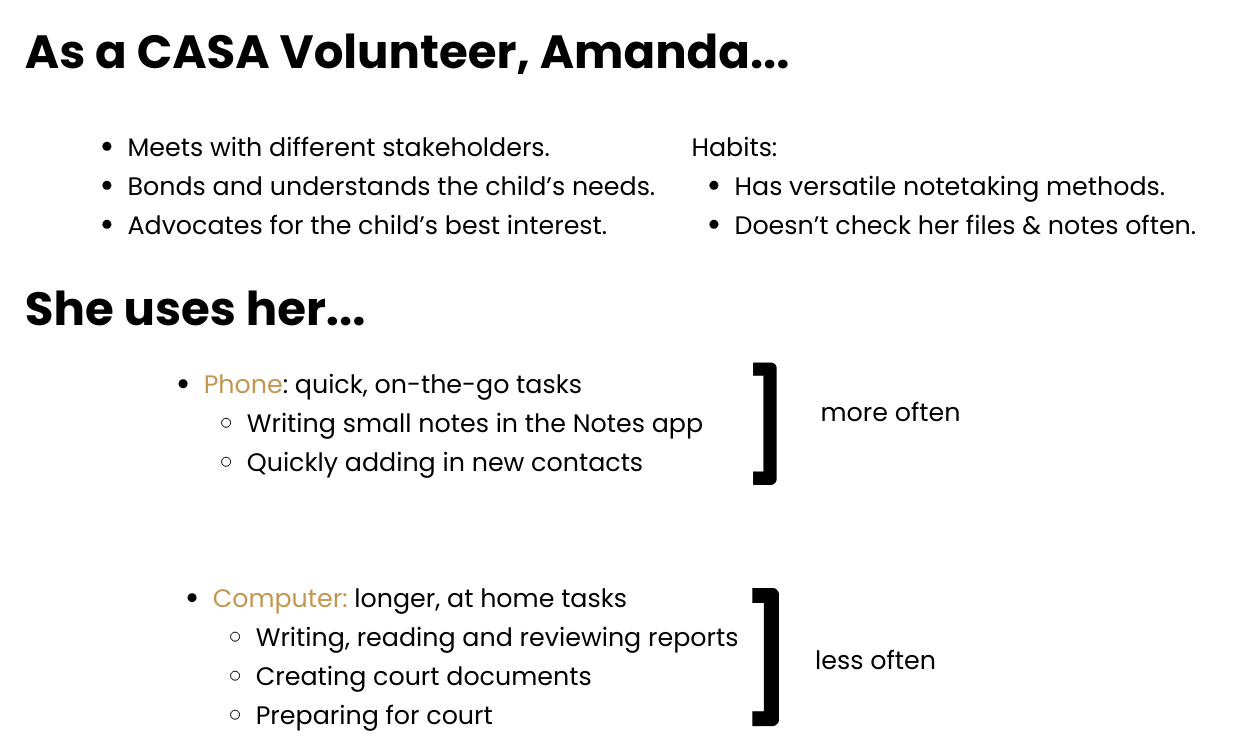 As a CASA Volunteer, Amanda...
• Meets with different stakeholders.
• Bonds and understands the child’s needs.
• Advocates for the child’s best interest.
Habits:
• Has versatile notetaking methods.
• Doesn’t check her files & notes often.
She uses her...
• Phone: quick, on-the-go tasks
○ Writing small notes in the Notes app
○ Quickly adding in new contacts
] more often
• Computer: longer, at home tasks
○ Writing, reading and reviewing reports
○ Creating court documents
○ Preparing for court
] less often